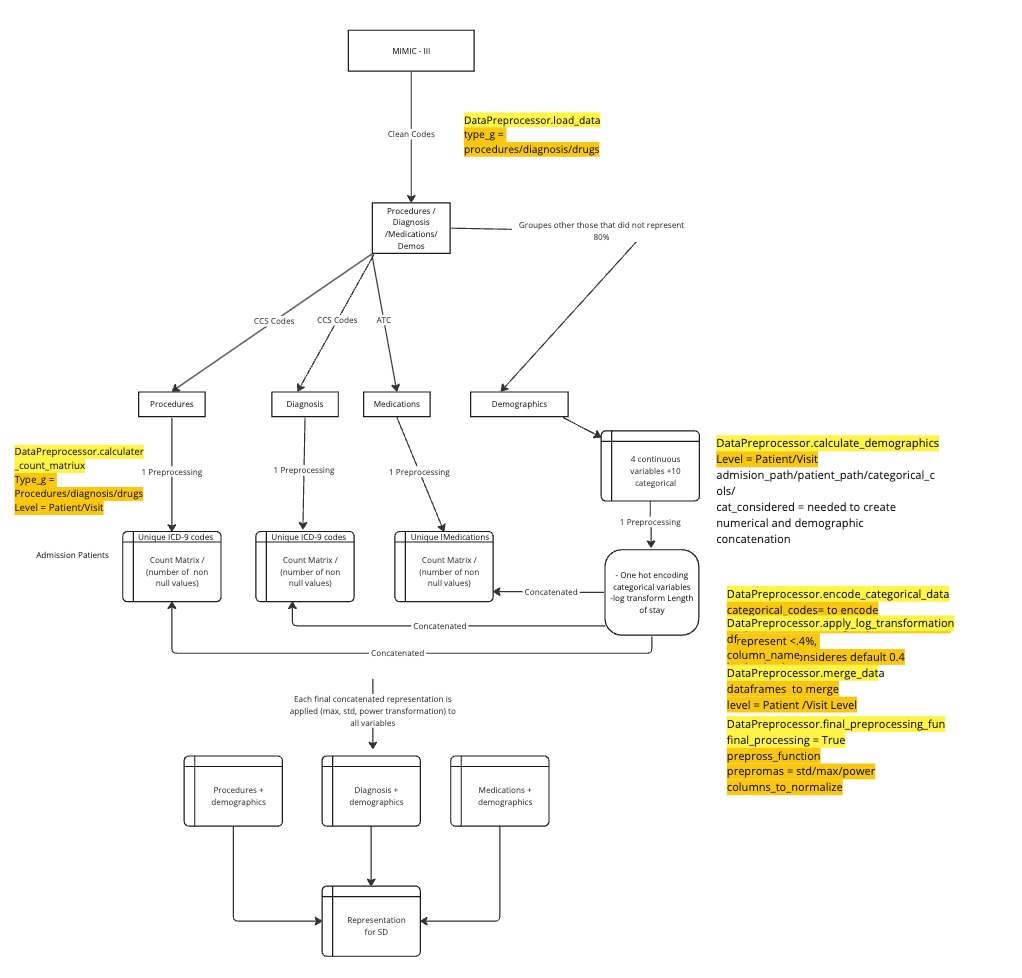 MIMIC - III
Clean Codes
DataPreprocessor.load_data
type_g =
procedures/diagnosis/drugs
Procedures /
Diagnosis
/Medications/
Demos
Groupes other those that did not represent
80%
CCS Codes
CCS Codes
ATC
Procedures
Diagnosis
Medications
Demographics
DataPreprocessor.calculater
_count_matriux
Type_g =
Procedures/diagnosis/drugs
Level = Patient/Visit
1 Preprocessing
1 Preprocessing
1 Preprocessing
4 continuous
variables +10
categorical
DataPreprocessor.calculate_demographics
Level = Patient/Visit
admision_path/patient_path/categorical_c
ols/
cat_considered = needed to create
numerical and demographic
concatenation
1 Preprocessing
Admission Patients
Unique ICD-9 codes
Count Matrix /
(number of non
null values)
Unique ICD-9 codes
Count Matrix /
(number of non
null values)
Unique IMedications
Count Matrix /
(number of non
null values)
- One hot encoding
categorical variables
-log transform Length
of stay
Concatenated
Concatenated
Concatenated
DataPreprocessor.encode_categorical_data
categorical_codes= to encode
DataPreprocessor.apply_log_transformation
df
represent <.4%,
column_name
onsideres default 0.4
DataPreprocessor.merge_data
dataframes to merge
level = Patient /Visit Level
DataPreprocessor.final_preprocessing_fun
final_processing = True
prepross_function
prepromas = std/max/power
columns_to_normalize
Each final concatenated representation is
applied (max, std, power transformation) to
all variables
Procedures +
demographics
Diagnosis +
demographics
Medications +
demographics
Representation
for SD